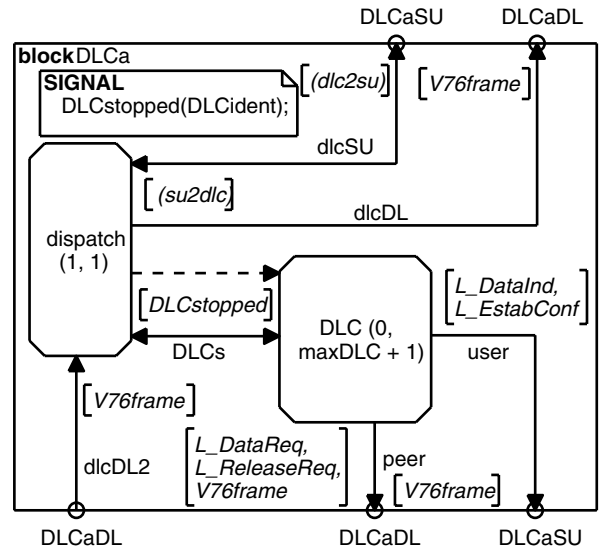 DLCaSU
DLCaDL
block DLCa
SIGNAL
DLCstopped(DLCident);
(dlc2su)
V76frame
dlcSU
(su2dlc)
dlcDL
dispatch
(1, 1)
DLCstopped
DLCs
DLC (0,
maxDLC + 1)
L_DataInd,
L_EstabConf
user
V76frame
dlcDL2
L_DataReq,
L_ReleaseReq,
V76frame
peer
V76frame
DLCaDL
DLCaDL
DLCaSU